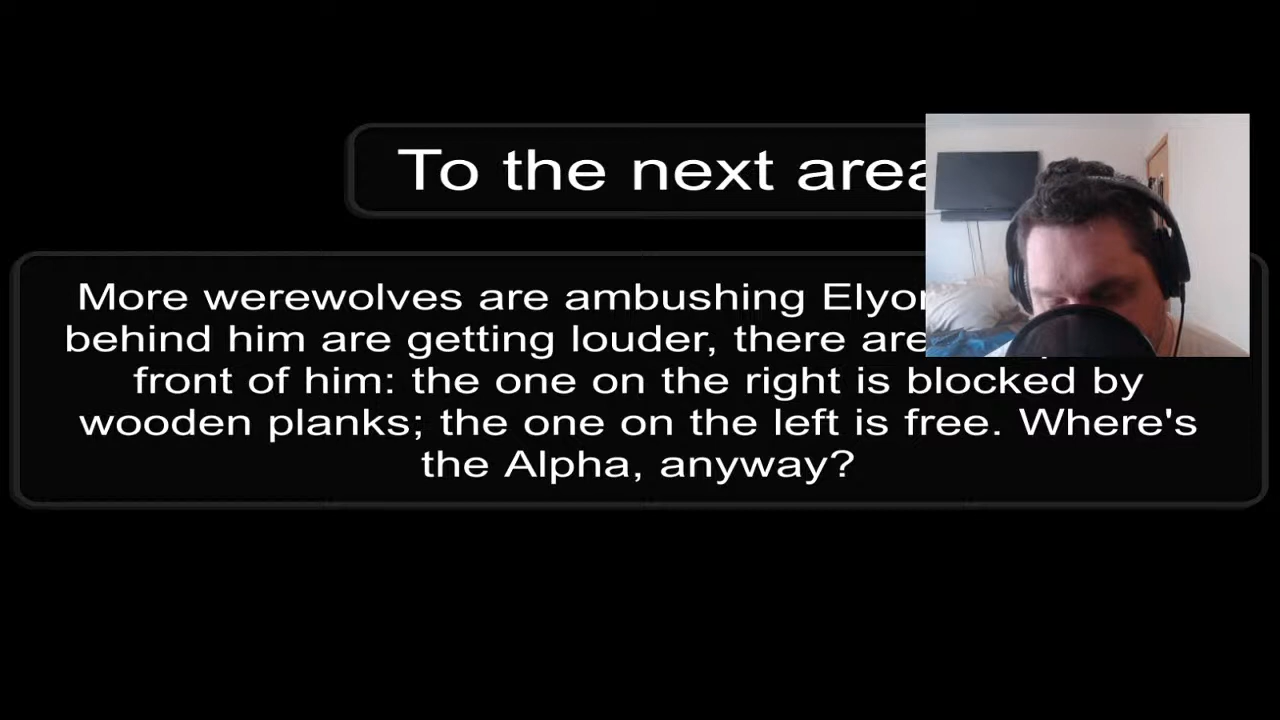 To the next area
More werewolves are ambushing
behind him are getting louder, there are
front of him: the one on the right is blocked by
wooden planks; the one on the left is free. Where's
the Alpha, anyway?